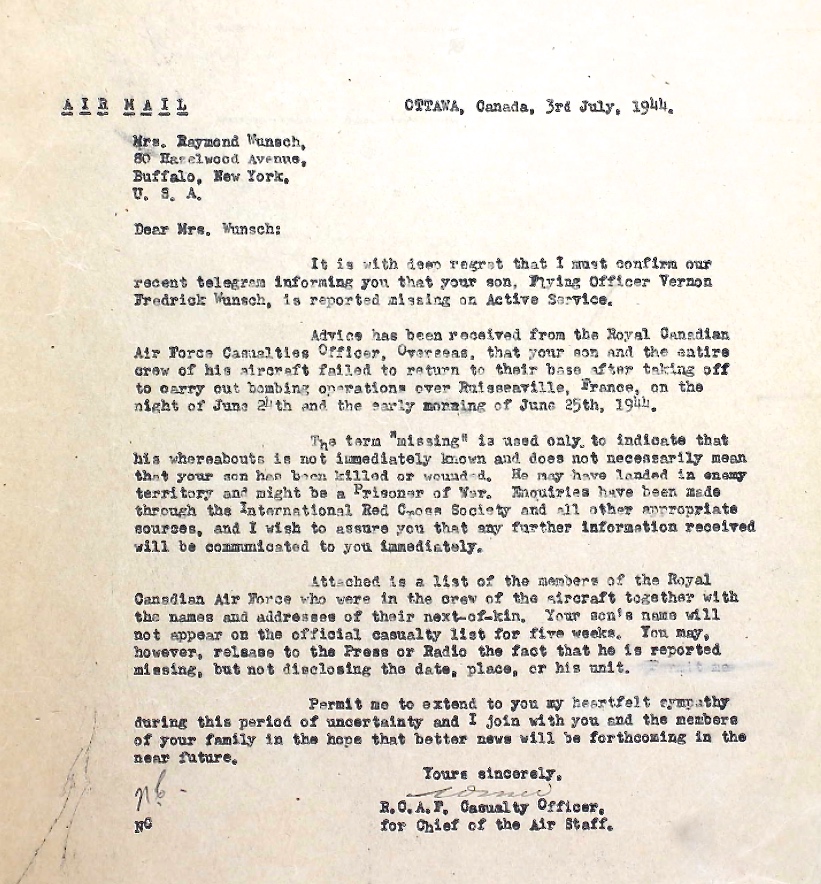 AIR MAIL OTTAWA, Canada, 3rd July, 1944.
Mrs. Raymond Wunsch,
80 Hazelwood Avenue,
Buffalo, New York,
U. S. A.
Dear Mrs. Wunsch:
It is with deep regret that I must confirm our
recent telegram informing you that your son, Flying Officer Vernon
Fredrick Wunsch, is reported missing on Active Service.
Advice has been received from the Royal Canadian
Air Force Casualties Officer, Overseas, that your son and the entire
crew of his aircraft failed to return to their base after taking off
to carry out bombing operations over Ruisseaville, France, on the
night of June 24th and the early morning of June 25th, 1944.
The term "missing" is used only to indicate that
his whereabouts is not immediately known and does not necessarily mean
that your son has been killed or wounded. He may have landed in enemy
territory and might be a Prisoner of War. Enquiries have been made
through the International Red Cross Society and all other appropriate
sources, and I wish to assure you that any further information received
will be communicated to you immediately.
Attached is a list of the members of the Royal
Canadian Air Force who were in the crew of the aircraft together with
the names and addresses of their next-of-kin. Your son's name will
not appear on the official casualty list for five weeks. You may,
however, release to the Press or Radio the fact that he is reported
missing, but not disclosing the date, place, or his unit. Permit me
Permit me to extend to you my heartfelt sympathy
during this period of uncertainty and I join with you and the members
of your family in the hope that better news will be forthcoming in the
near future.
Yours sincerely,
R.C.A.F. Casualty Officer,
for Chief of the Air Staff.
NG